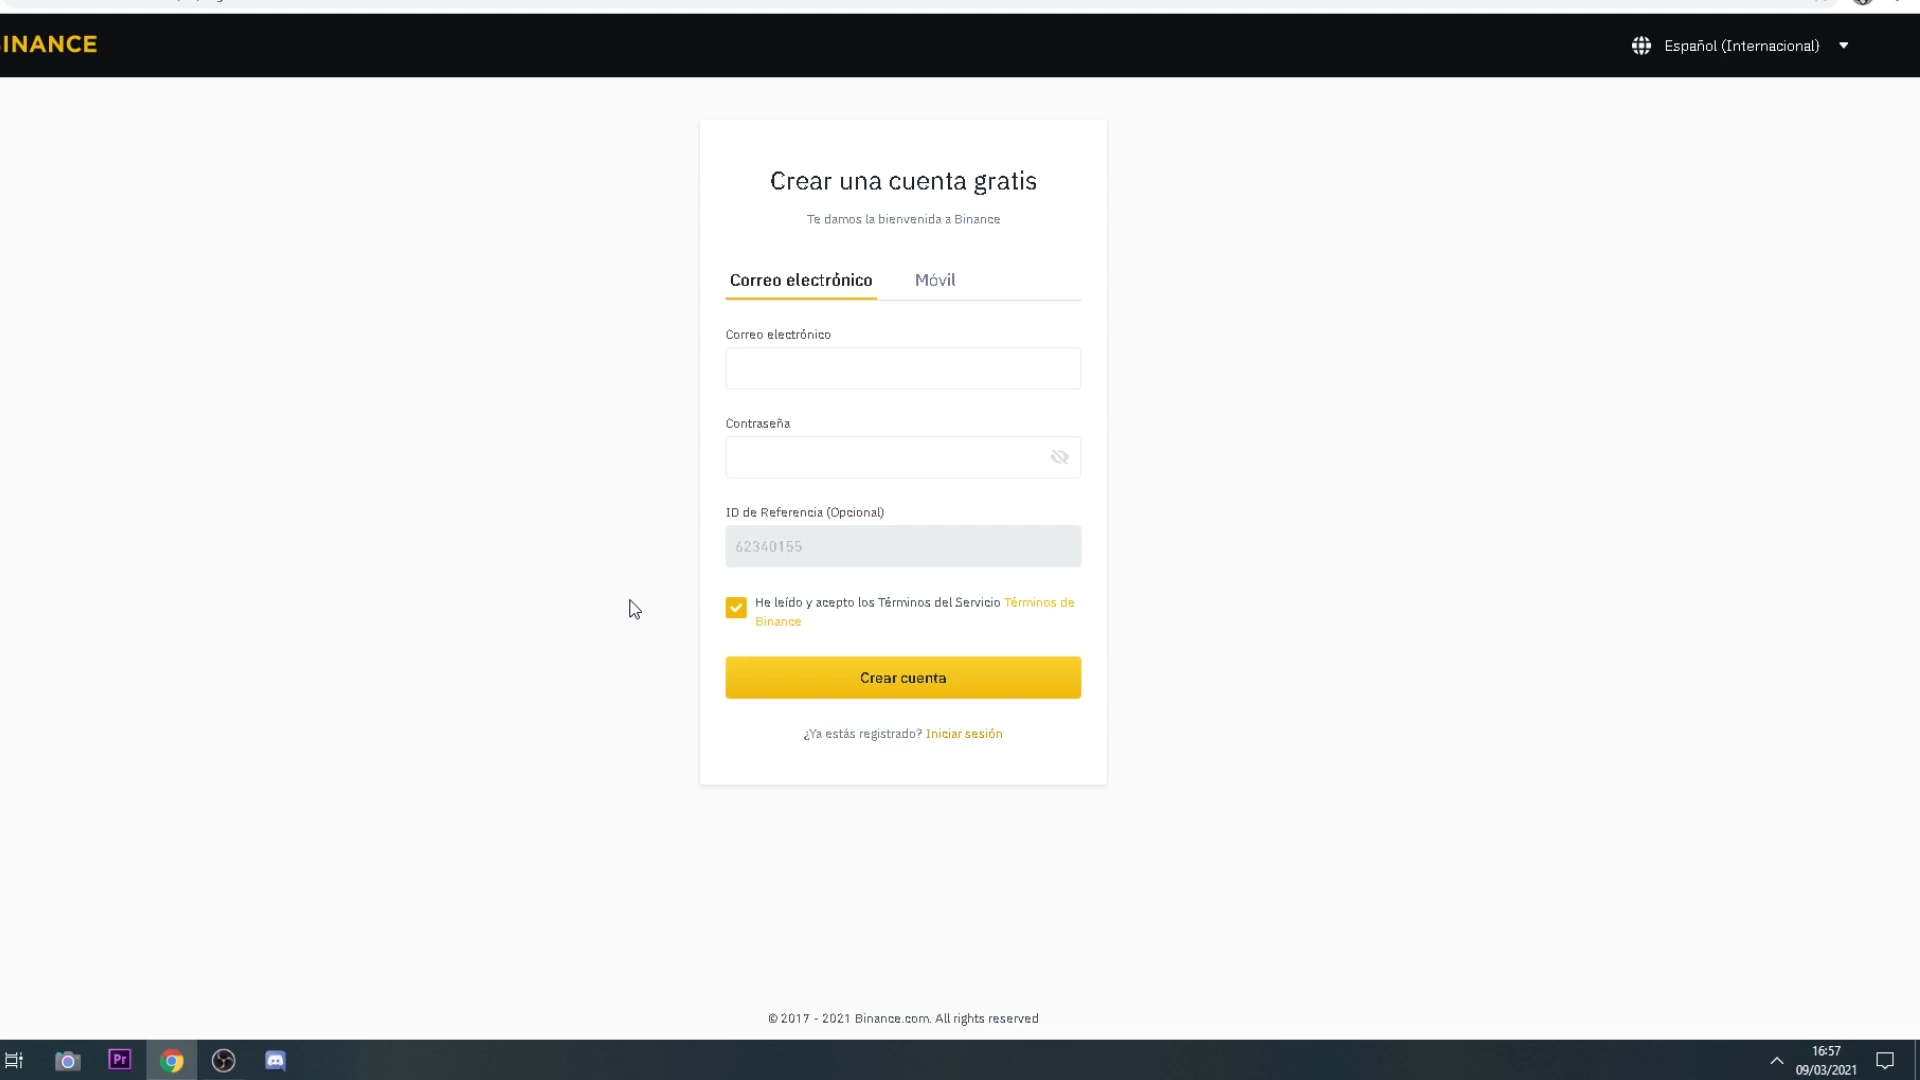 BINANCE
Español (Internacional)
Crear una cuenta gratis
Te damos la bienvenida a Binance
Correo electrónico Móvil
Correo electrónico
Contraseña
ID de Referencia (Opcional)
62340155
He leído y acepto los Términos del Servicio Términos de
Binance
Crear cuenta
¿Ya estás registrado? Iniciar sesión
© 2017 - 2021 Binance.com. All rights reserved
Pr
16:57
09/03/2021